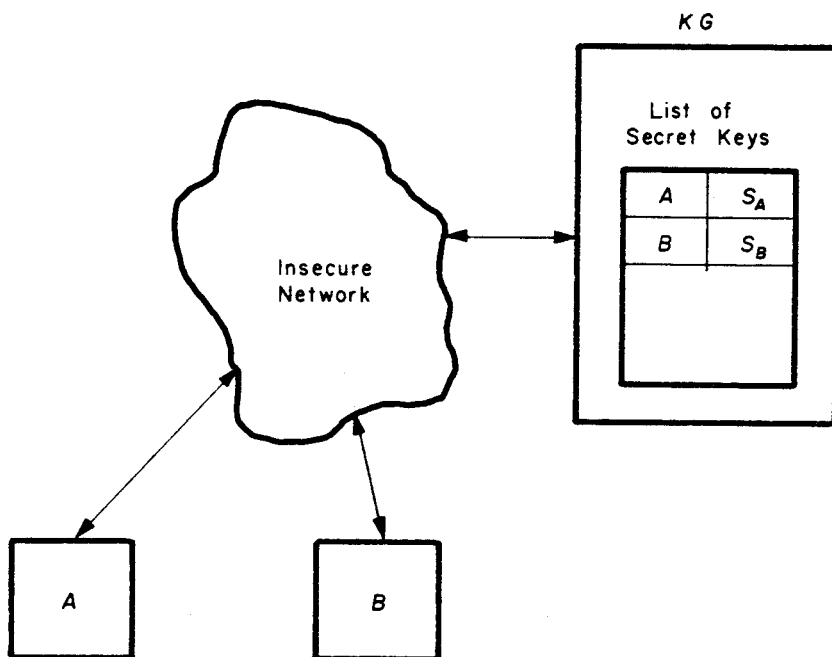 KG
List of
Secret Keys
A S_A
B S_B
Insecure
Network
A
B